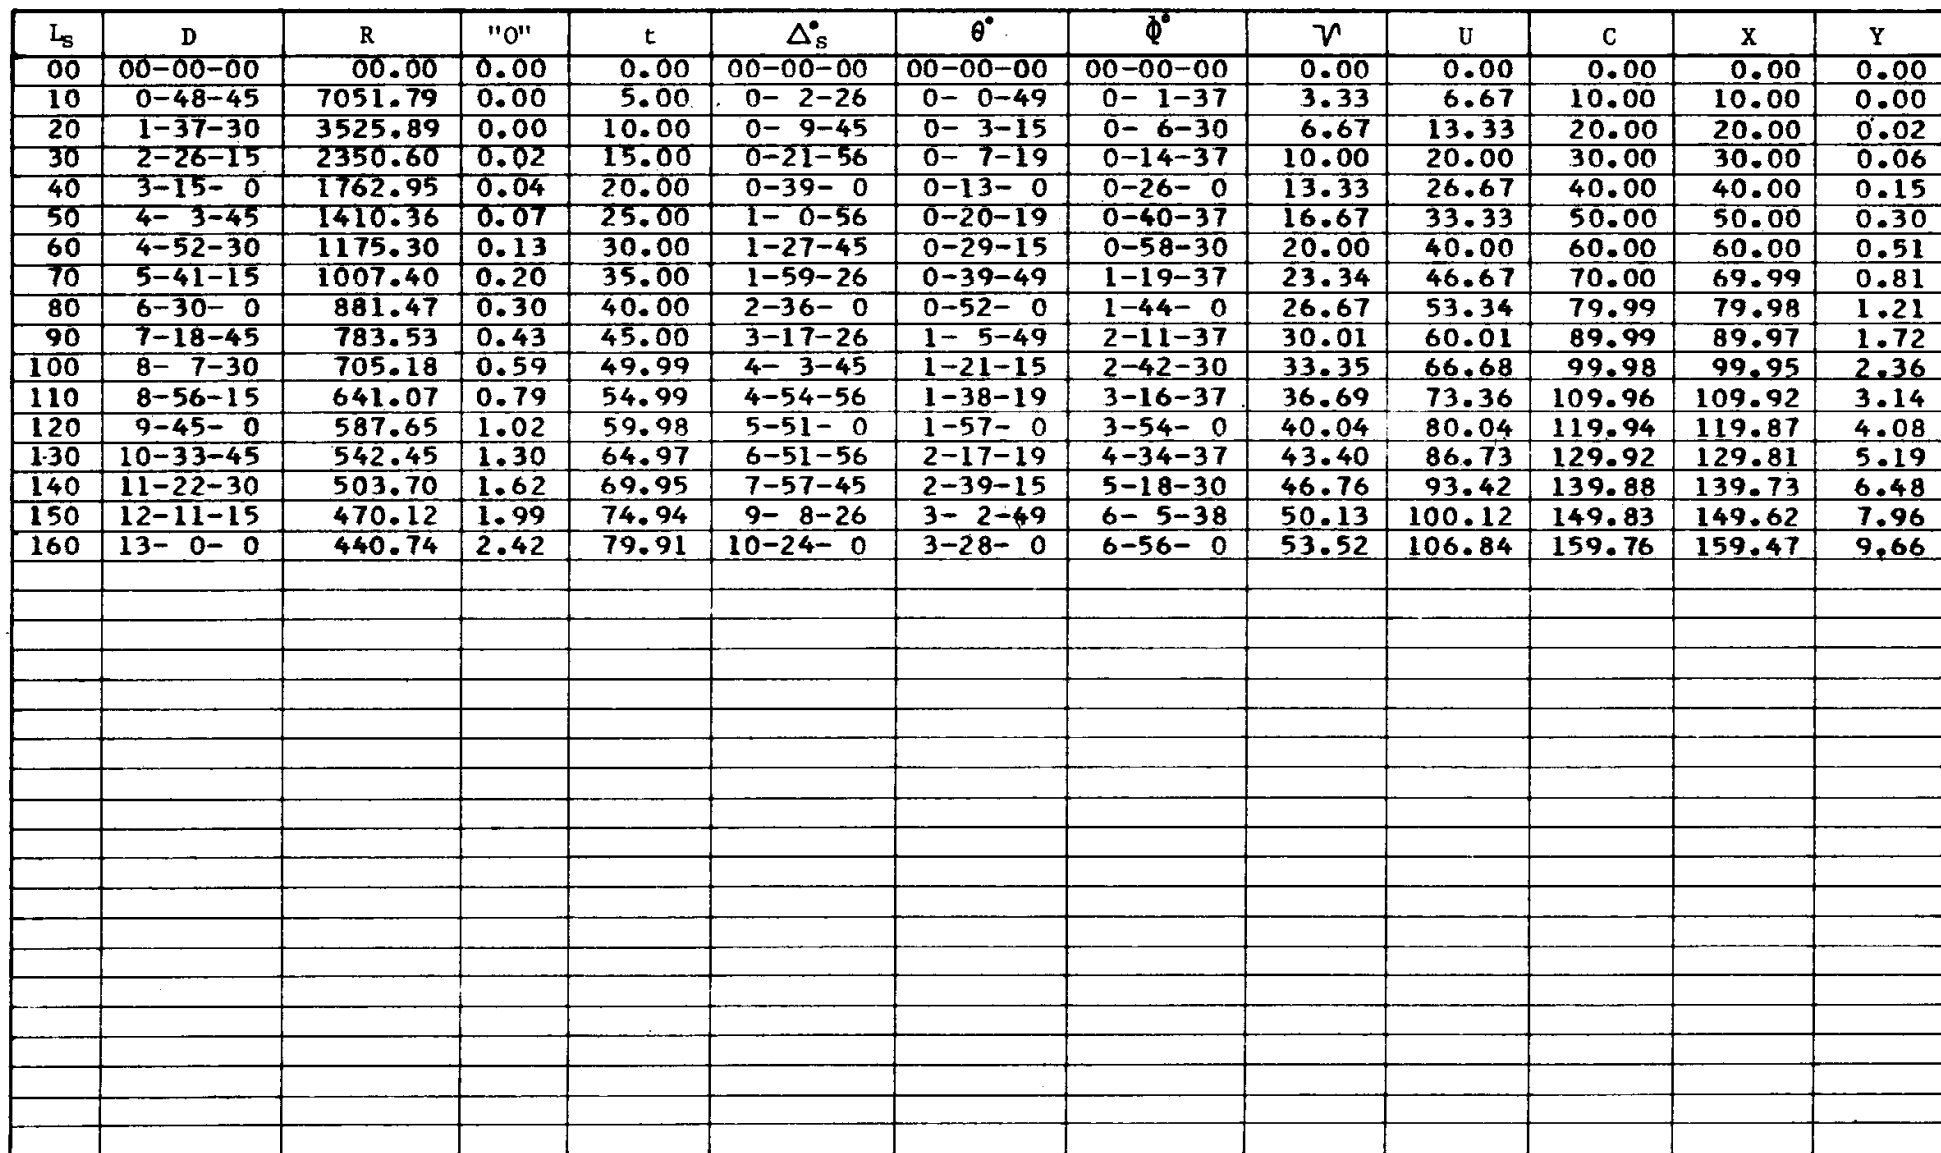 Ls D R "O" t Δ°s θ° Φ° V U C X Y
00 00-00-00 00.00 0.00 0.00 00-00-00 00-00-00 00-00-00 0.00 0.00 0.00 0.00 0.00
10 0-48-45 7051.79 0.00 5.00 0- 2-26 0- 0-49 0- 1-37 3.33 6.67 10.00 10.00 0.00
20 1-37-30 3525.89 0.00 10.00 0- 9-45 0- 3-15 0- 6-30 6.67 13.33 20.00 20.00 0.02
30 2-26-15 2350.60 0.02 15.00 0-21-56 0- 7-19 0-14-37 10.00 20.00 30.00 30.00 0.06
40 3-15- 0 1762.95 0.04 20.00 0-39- 0 0-13- 0 0-26- 0 13.33 26.67 40.00 40.00 0.15
50 4- 3-45 1410.36 0.07 25.00 1- 0-56 0-20-19 0-40-37 16.67 33.33 50.00 50.00 0.30
60 4-52-30 1175.30 0.13 30.00 1-27-45 0-29-15 0-58-30 20.00 40.00 60.00 60.00 0.51
70 5-41-15 1007.40 0.20 35.00 1-59-26 0-39-49 1-19-37 23.34 46.67 70.00 69.99 0.81
80 6-30- 0 881.47 0.30 40.00 2-36- 0 0-52- 0 1-44- 0 26.67 53.34 79.99 79.98 1.21
90 7-18-45 783.53 0.43 45.00 3-17-26 1- 5-49 2-11-37 30.01 60.01 89.99 89.97 1.72
100 8- 7-30 705.18 0.59 49.99 4- 3-45 1-21-15 2-42-30 33.35 66.68 99.98 99.95 2.36
110 8-56-15 641.07 0.79 54.99 4-54-56 1-38-19 3-16-37 36.69 73.36 109.96 109.92 3.14
120 9-45- 0 587.65 1.02 59.98 5-51- 0 1-57- 0 3-54- 0 40.04 80.04 119.94 119.87 4.08
130 10-33-45 542.45 1.30 64.97 6-51-56 2-17-19 4-34-37 43.40 86.73 129.92 129.81 5.19
140 11-22-30 503.70 1.62 69.95 7-57-45 2-39-15 5-18-30 46.76 93.42 139.88 139.73 6.48
150 12-11-15 470.12 1.99 74.94 9- 8-26 3- 2-49 6- 5-38 50.13 100.12 149.83 149.62 7.96
160 13- 0- 0 440.74 2.42 79.91 10-24- 0 3-28- 0 6-56- 0 53.52 106.84 159.76 159.47 9.66